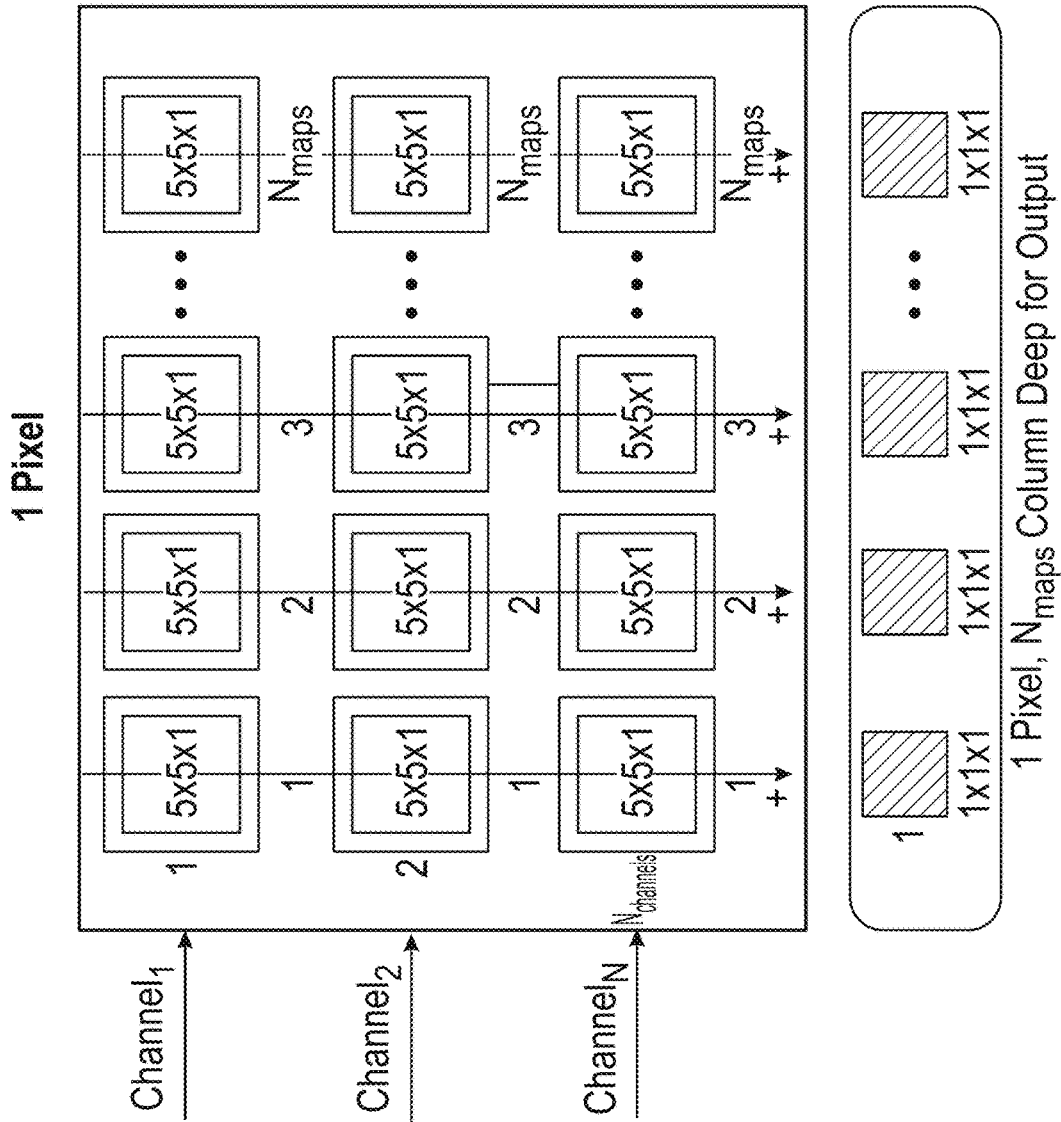 1 Pixel
Channel₁
1 5x5x1 5x5x1 5x5x1 ••• 5x5x1
1 2 3 Nmaps
Channel₂
2 5x5x1 5x5x1 5x5x1 ••• 5x5x1
1 2 3 Nmaps
ChannelN
Nchannels 5x5x1 5x5x1 5x5x1 ••• 5x5x1
1 2 3 Nmaps
+ + + +
1 •••
1x1x1 1x1x1 1x1x1 1x1x1
1 Pixel, Nmaps Column Deep for Output